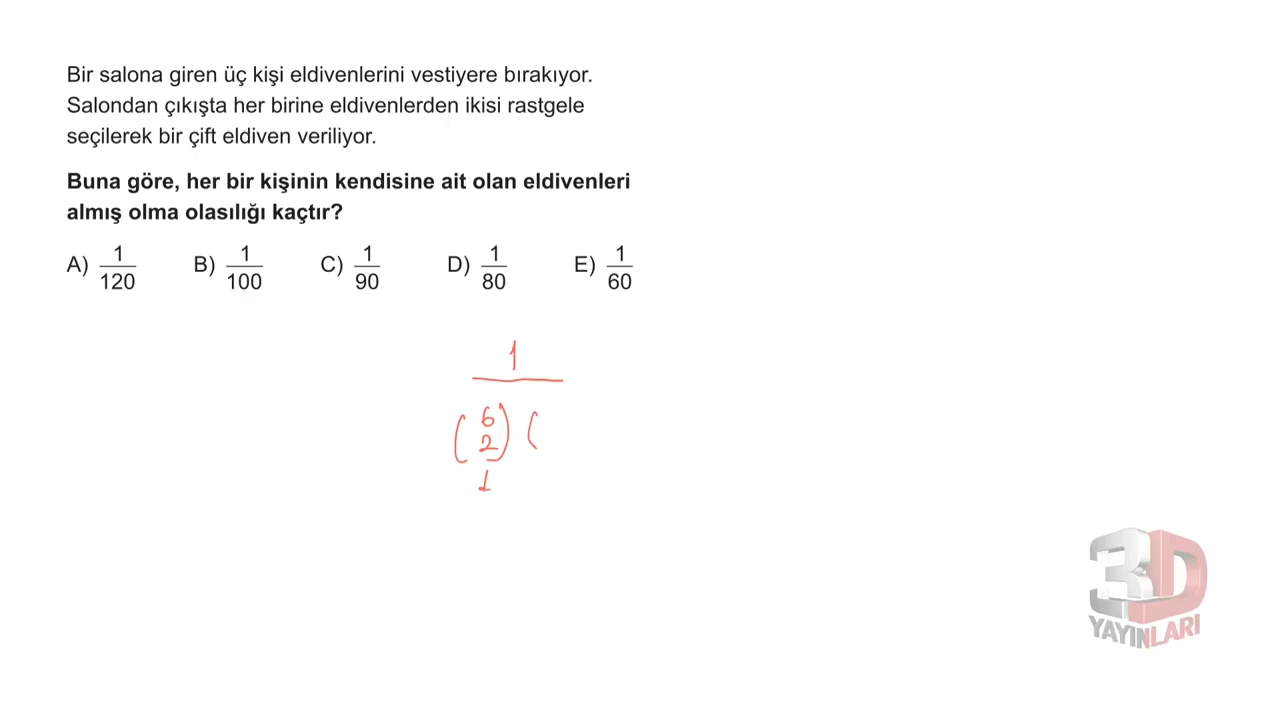 Bir salona giren üç kişi eldivenlerini vestiyere bırakıyor.
Salondan çıkışta her birine eldivenlerden ikisi rastgele
seçilerek bir çift eldiven veriliyor.
Buna göre, her bir kişinin kendisine ait olan eldivenleri
almış olma olasılığı kaçtır?
A) 1/120 B) 1/100 C) 1/90 D) 1/80 E) 1/60
1
(6 2) (
1
3D
YAYINLARI